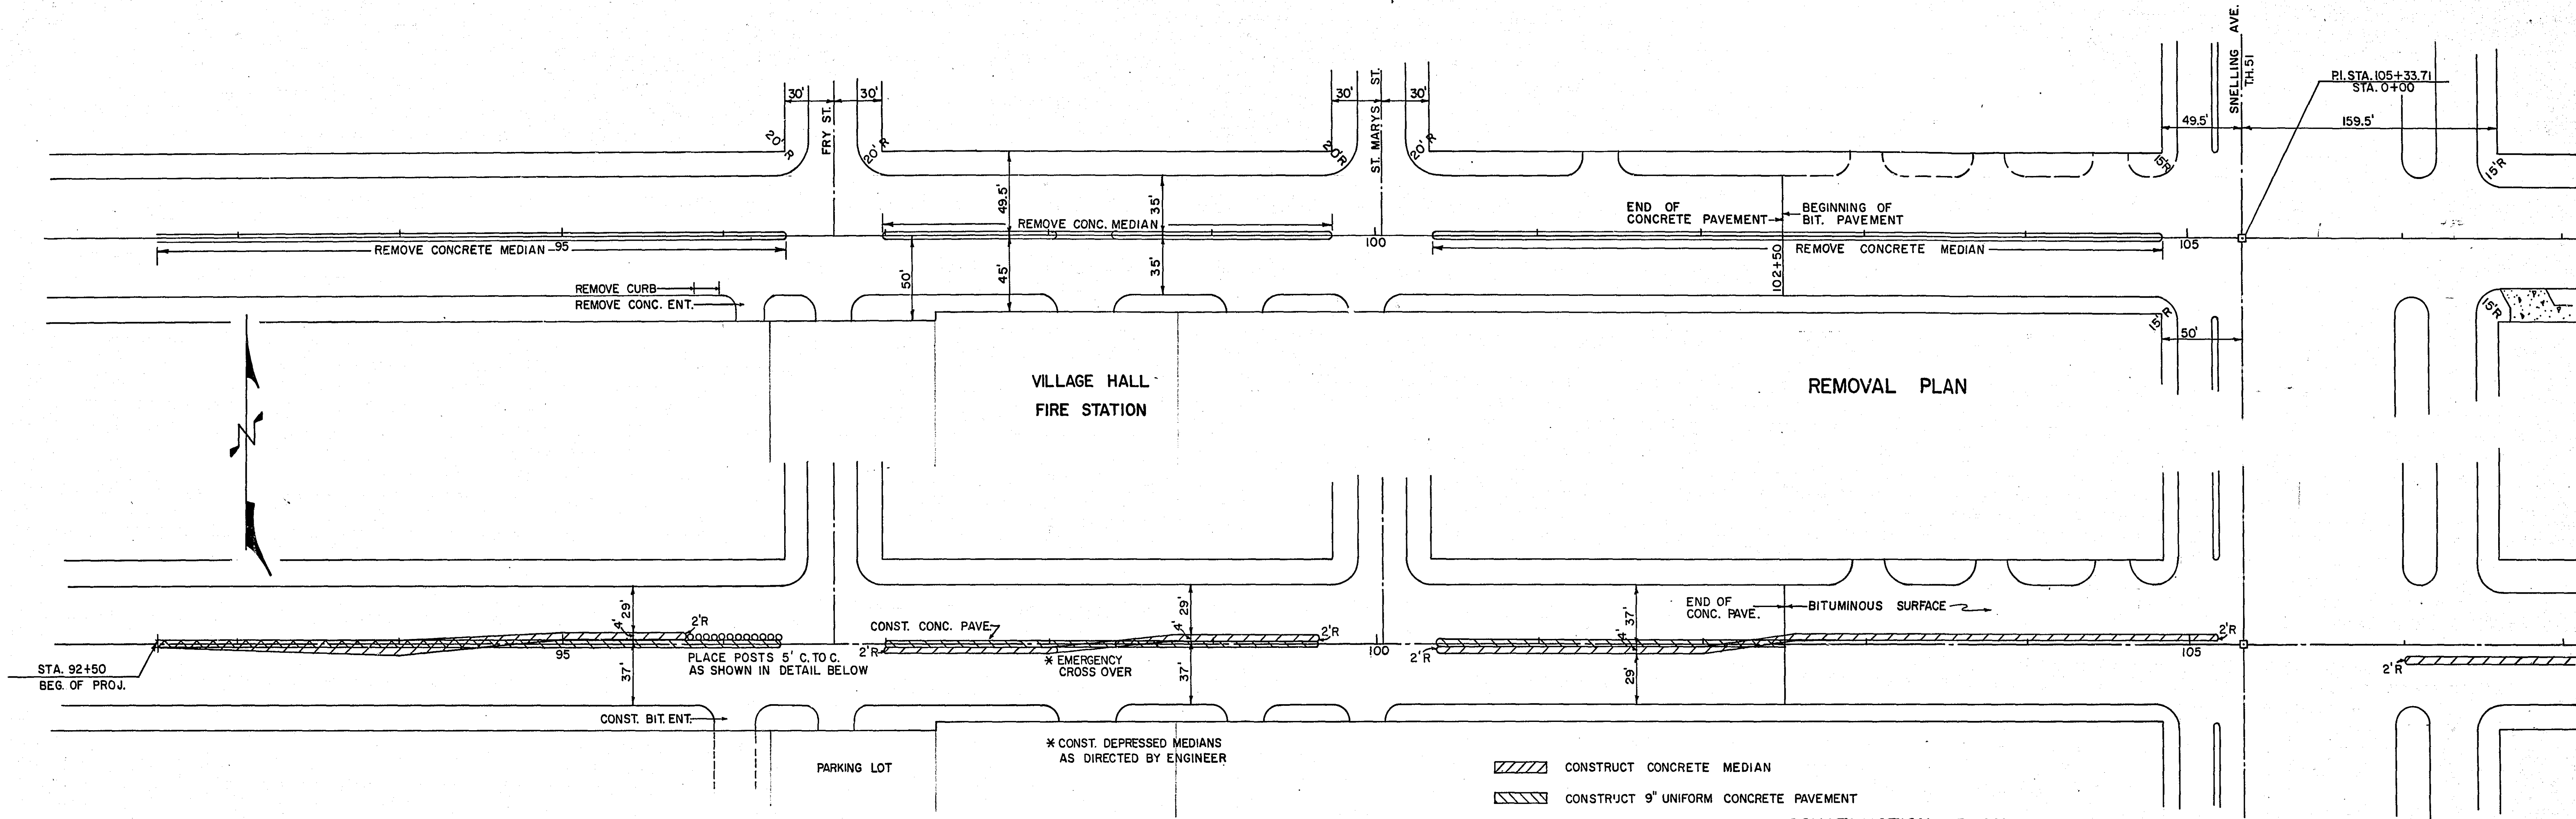 SNELLING AVE.
T.H. 51
P.I. STA. 105+33.71
STA. 0+00
30'
30'
FRY ST.
20' R
20' R
30'
30'
ST. MARYS ST.
20' R
20' R
49.5'
159.5'
15' R
15' R
49.5'
35'
REMOVE CONC. MEDIAN
END OF
CONCRETE PAVEMENT
BEGINNING OF
BIT. PAVEMENT
REMOVE CONCRETE MEDIAN
95
100
REMOVE CONCRETE MEDIAN
105
50'
45'
35'
102+50
REMOVE CURB
REMOVE CONC. ENT.
15' R
50'
15' R
VILLAGE HALL
FIRE STATION
REMOVAL PLAN
N
29'
4'
2'R
29'
4'
2'R
37'
4'
END OF
CONC. PAVE.
BITUMINOUS SURFACE
2'R
CONST. CONC. PAVE.
STA. 92+50
BEG. OF PROJ.
95
PLACE POSTS 5' C. TO C.
AS SHOWN IN DETAIL BELOW
2'R
* EMERGENCY
CROSS OVER
100
2'R
105
2'R
37'
37'
29'
CONST. BIT. ENT.
* CONST. DEPRESSED MEDIANS
AS DIRECTED BY ENGINEER
PARKING LOT
CONSTRUCT CONCRETE MEDIAN
CONSTRUCT 9" UNIFORM CONCRETE PAVEMENT